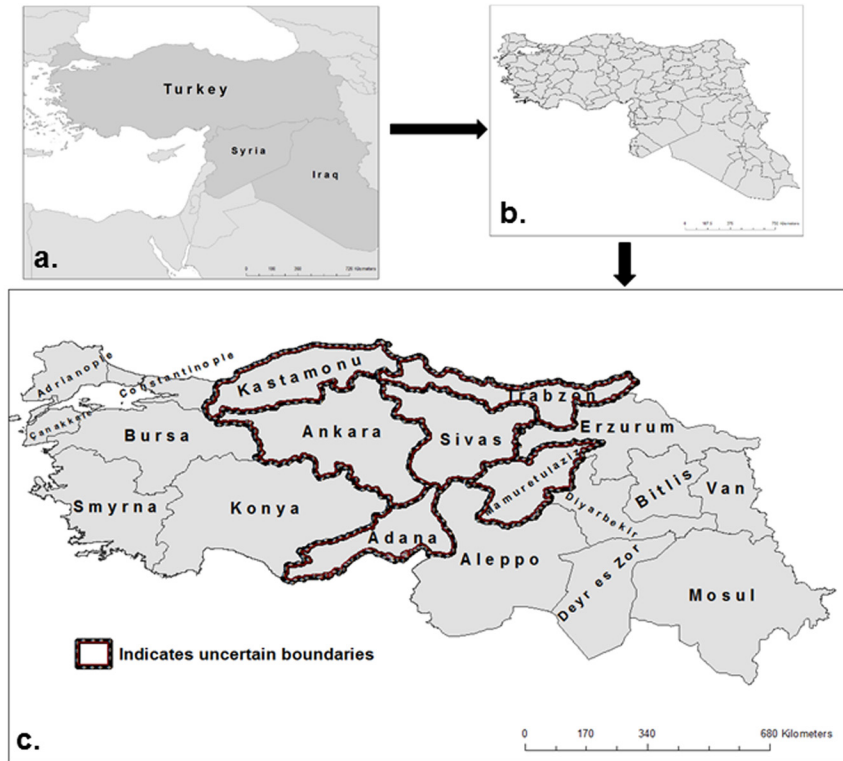 Turkey
Syria
Iraq
a.
b.
Adrianople
Constantinople
Kastamonu
Trabzon
Çanakkale
Bursa
Ankara
Sivas
Erzurum
Mamuretulaziz
Bitlis
Van
Smyrna
Konya
Diyarbekir
Adana
Aleppo
Deyr es Zor
Mosul
Indicates uncertain boundaries
c.
0 170 340 680 Kilometers